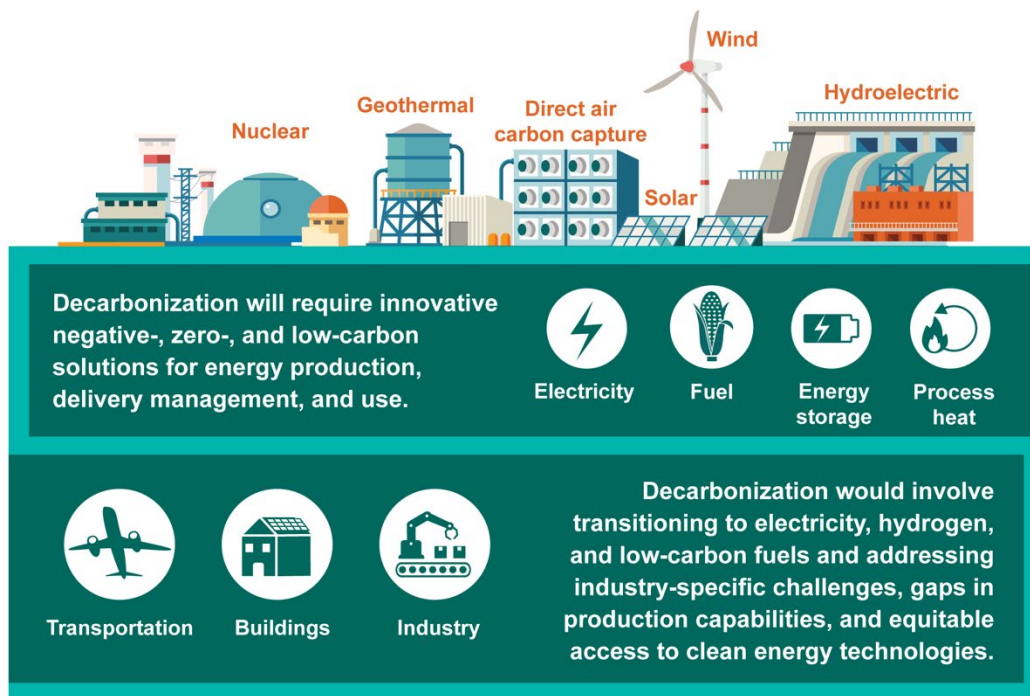 Wind
Hydroelectric
Geothermal
Direct air
carbon capture
Nuclear
Solar
Decarbonization will require innovative
negative-, zero-, and low-carbon
solutions for energy production,
delivery management, and use.
Electricity
Fuel
Energy
storage
Process
heat
Transportation
Buildings
Industry
Decarbonization would involve
transitioning to electricity, hydrogen,
and low-carbon fuels and addressing
industry-specific challenges, gaps in
production capabilities, and equitable
access to clean energy technologies.